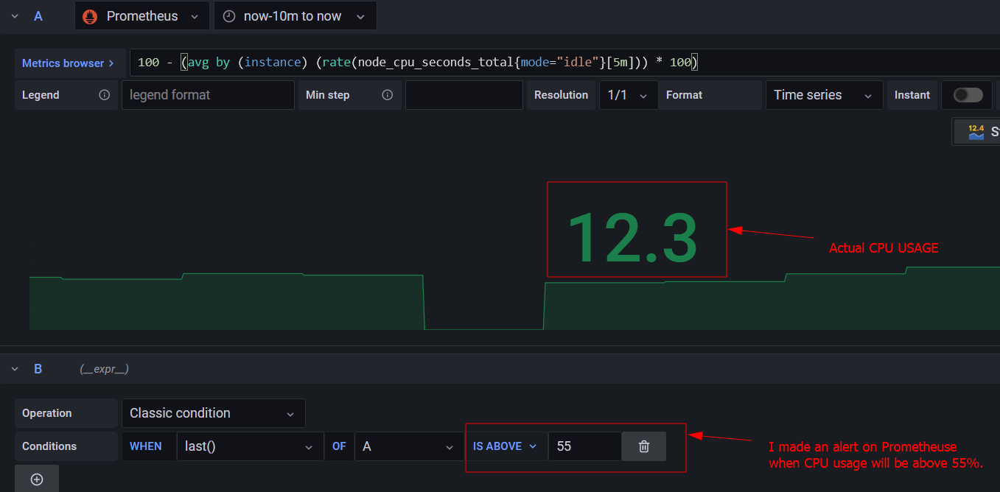 A Prometheus now-10m to now
Metrics browser > 100 - (avg by (instance) (rate(node_cpu_seconds_total{mode="idle"}[5m])) * 100)
Legend legend format Min step Resolution 1/1 Format Time series Instant
12.4 S
12.3
Actual CPU USAGE
B (__expr__)
Operation Classic condition
Conditions WHEN last() OF A IS ABOVE 55
I made an alert on Prometheuse
when CPU usage will be above 55%.